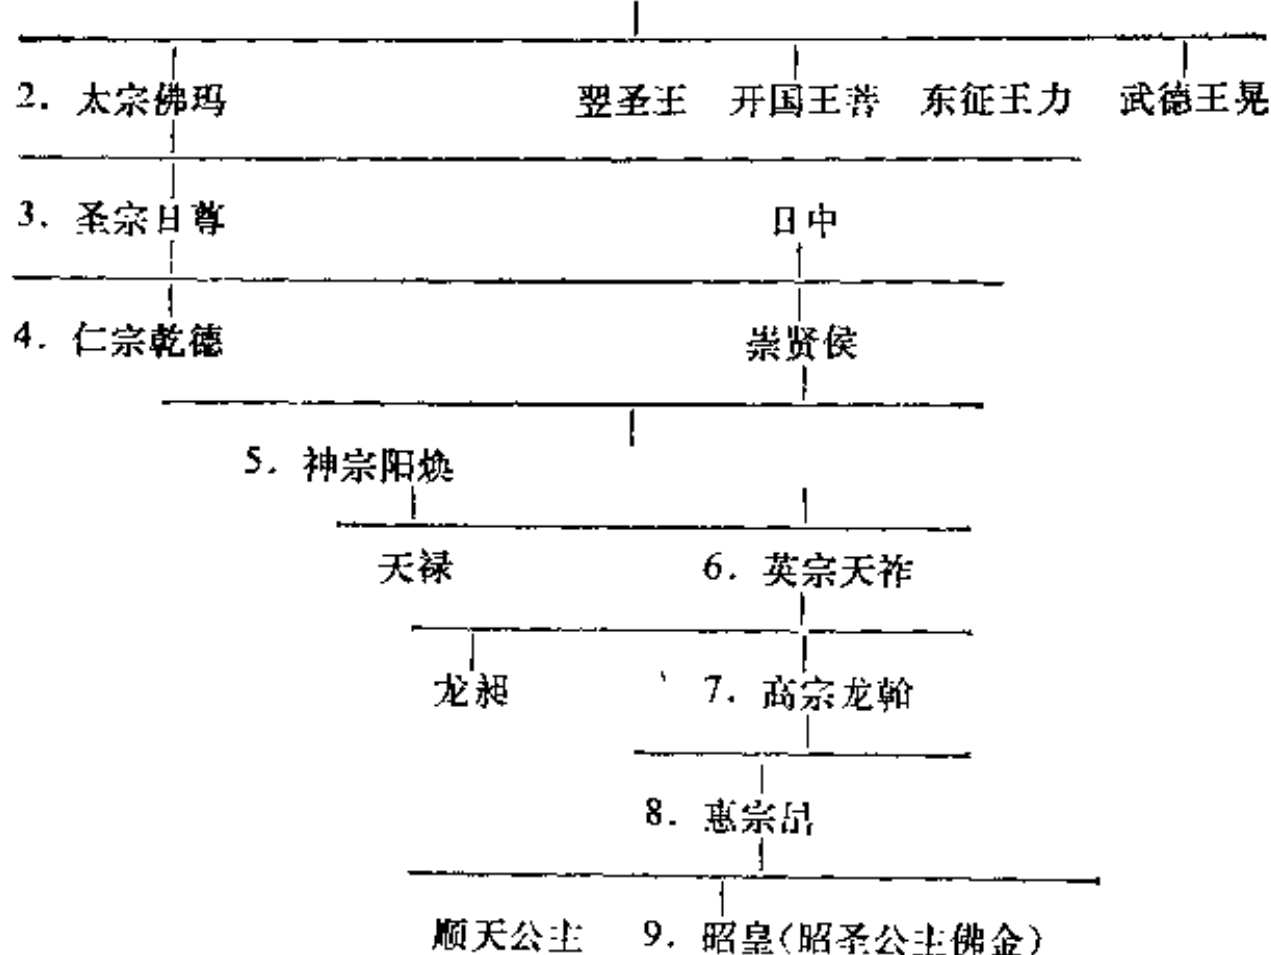 2. 太宗佛玛 翌圣王 开国王菩 东征王力 武德王晃
3. 圣宗日尊 日中
4. 仁宗乾德 崇贤侯
5. 神宗阳焕
天禄 6. 英宗天祚
龙昶 7. 高宗龙翰
8. 惠宗旵
顺天公主 9. 昭皇(昭圣公主佛金)